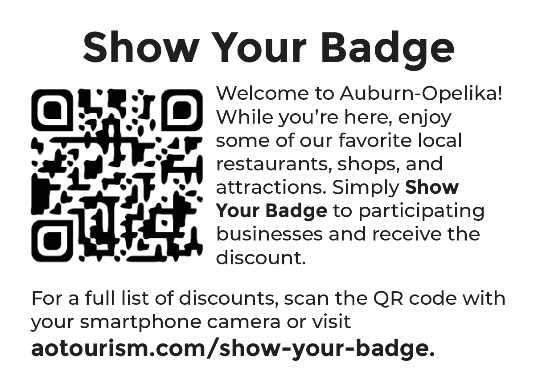 Show Your Badge
Welcome to Auburn-Opelika!
While you're here, enjoy
some of our favorite local
restaurants, shops, and
attractions. Simply Show
Your Badge to participating
businesses and receive the
discount.
For a full list of discounts, scan the QR code with
your smartphone camera or visit
aotourism.com/show-your-badge.